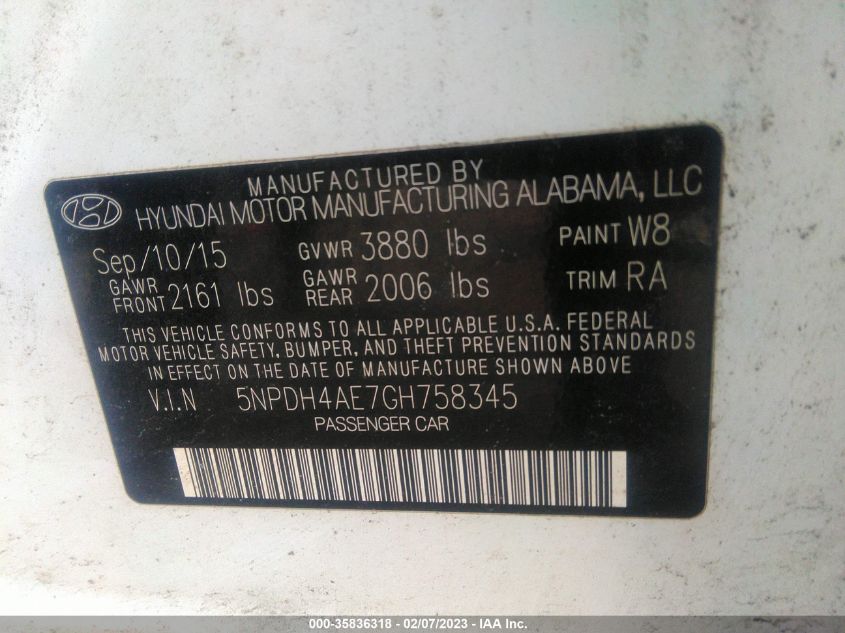 MANUFACTURED BY
HYUNDAI MOTOR MANUFACTURING ALABAMA, LLC
Sep/10/15 GVWR 3880 lbs PAINT W8
GAWR FRONT 2161 lbs GAWR REAR 2006 lbs TRIM RA
THIS VEHICLE CONFORMS TO ALL APPLICABLE U.S.A. FEDERAL
MOTOR VEHICLE SAFETY, BUMPER, AND THEFT PREVENTION STANDARDS
IN EFFECT ON THE DATE OF MANUFACTURE SHOWN ABOVE
V.I.N 5NPDH4AE7GH758345
PASSENGER CAR
000-35836318 - 02/07/2023 - IAA Inc.